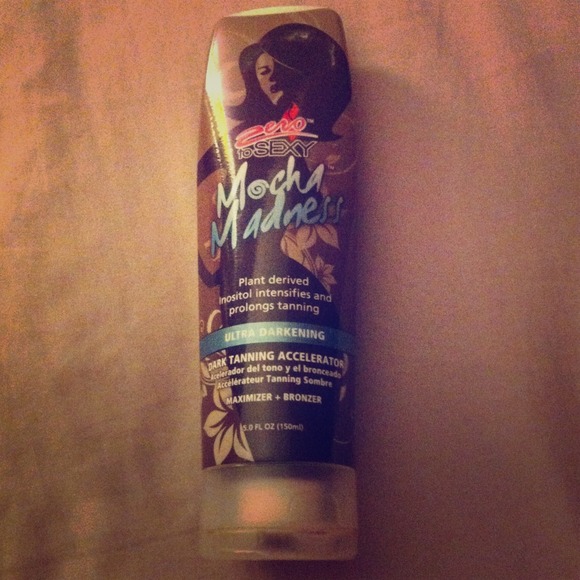 Zero™
to SEXY
Mocha
Madness
Plant derived
inositol intensifies and
prolongs tanning
ULTRA DARKENING
DARK TANNING ACCELERATOR
Acelerador del tono y el bronceado
Accélérateur Tanning Sombre
MAXIMIZER + BRONZER
5.0 FL OZ (150ml)